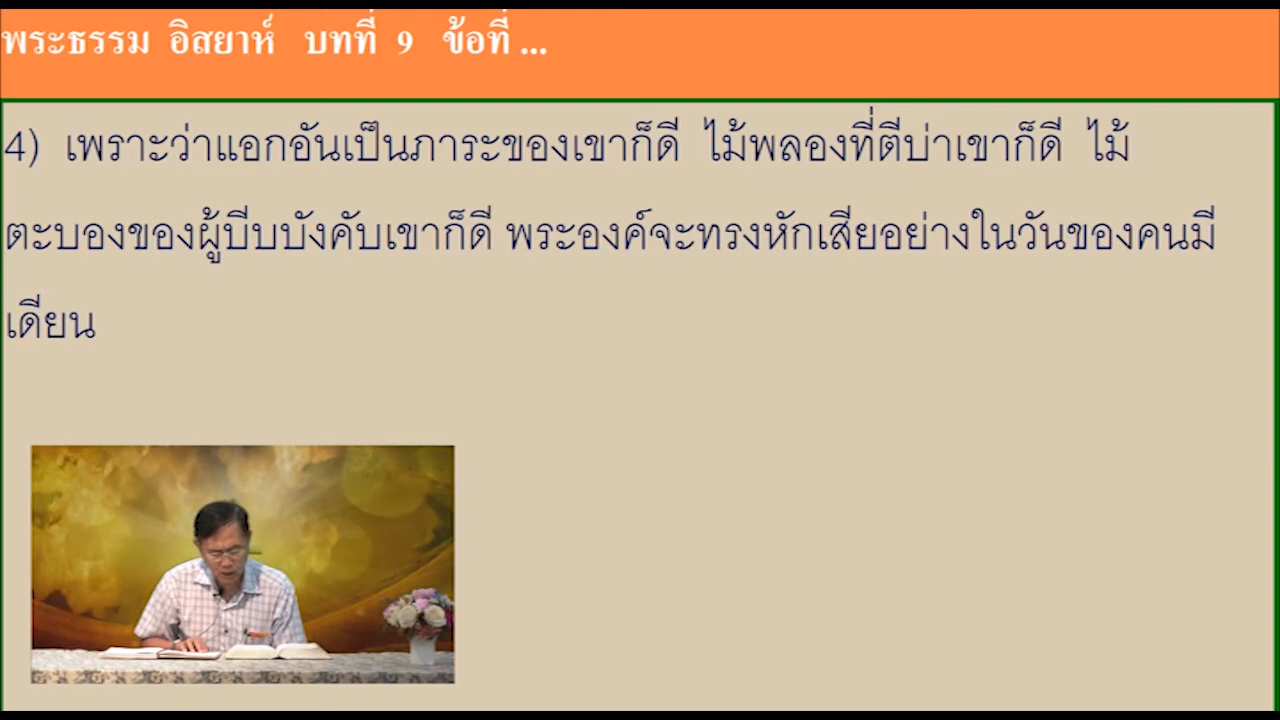 พระธรรม อิสยาห์ บทที่ 9 ข้อที่ ...
4) เพราะว่าแอกอันเป็นภาระของเขาก็ดี ไม้พลองที่ตีบ่าเขาก็ดี ไม้
ตะบองของผู้บีบบังคับเขาก็ดี พระองค์จะทรงหักเสียอย่างในวันของคนมี
เดียน